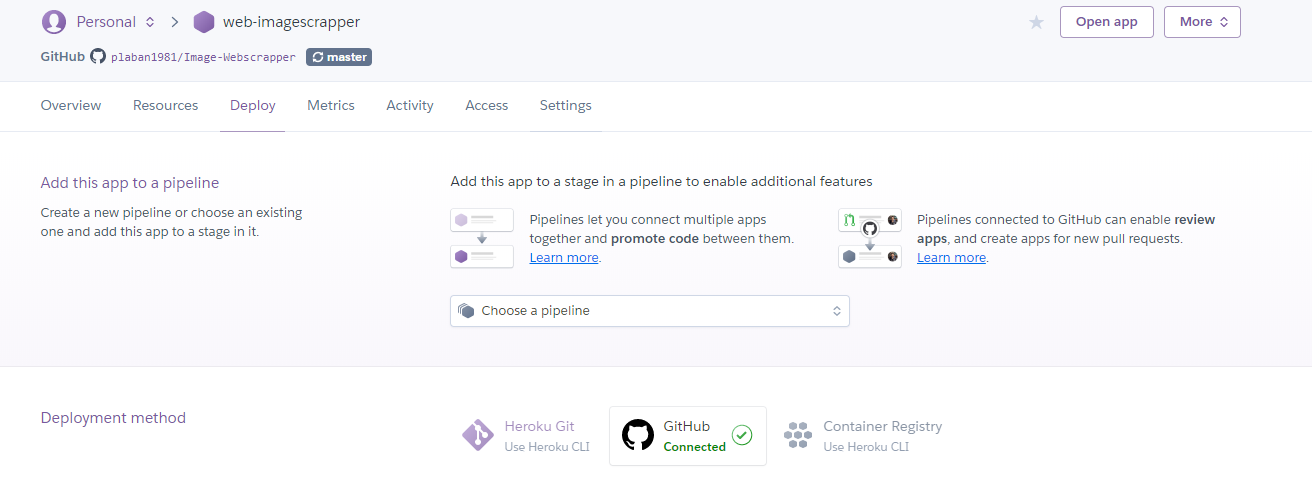 Personal web-imagescrapper Open app More
GitHub plaban1981/Image-Webscrapper master
Overview Resources Deploy Metrics Activity Access Settings
Add this app to a pipeline
Create a new pipeline or choose an existing
one and add this app to a stage in it.
Add this app to a stage in a pipeline to enable additional features
Pipelines let you connect multiple apps
together and promote code between them.
Learn more.
Pipelines connected to GitHub can enable review
apps, and create apps for new pull requests.
Learn more.
Choose a pipeline
Deployment method
Heroku Git
Use Heroku CLI
GitHub
Connected
Container Registry
Use Heroku CLI